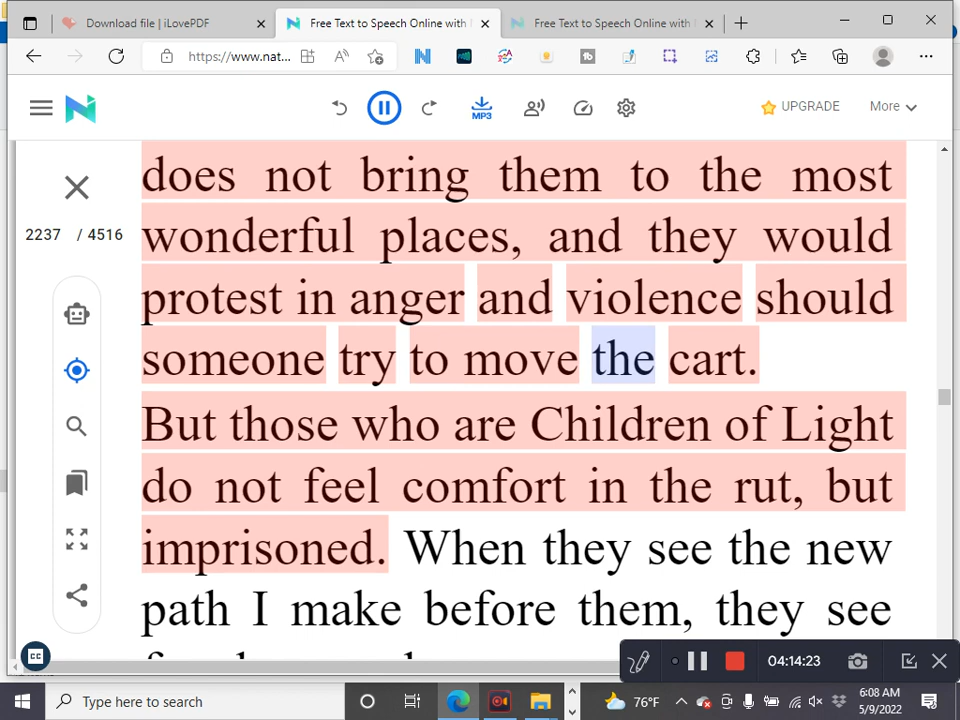 Download file | iLovePDF
Free Text to Speech Online with
Free Text to Speech Online with
https://www.nat...
MP3
UPGRADE
More
2237 / 4516
does not bring them to the most
wonderful places, and they would
protest in anger and violence should
someone try to move the cart.
But those who are Children of Light
do not feel comfort in the rut, but
imprisoned. When they see the new
path I make before them, they see
CC
04:14:23
Type here to search
76°F
6:08 AM
5/9/2022